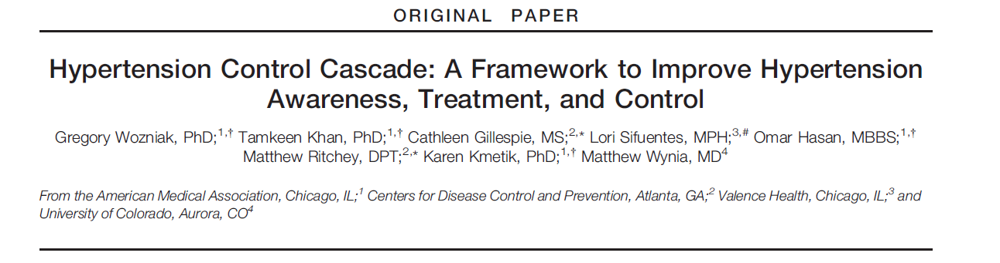 ORIGINAL PAPER
Hypertension Control Cascade: A Framework to Improve Hypertension
Awareness, Treatment, and Control
Gregory Wozniak, PhD;1,† Tamkeen Khan, PhD;1,† Cathleen Gillespie, MS;2,* Lori Sifuentes, MPH;3,# Omar Hasan, MBBS;1,†
Matthew Ritchey, DPT;2,* Karen Kmetik, PhD;1,† Matthew Wynia, MD4
From the American Medical Association, Chicago, IL;1 Centers for Disease Control and Prevention, Atlanta, GA;2 Valence Health, Chicago, IL;3 and
University of Colorado, Aurora, CO4